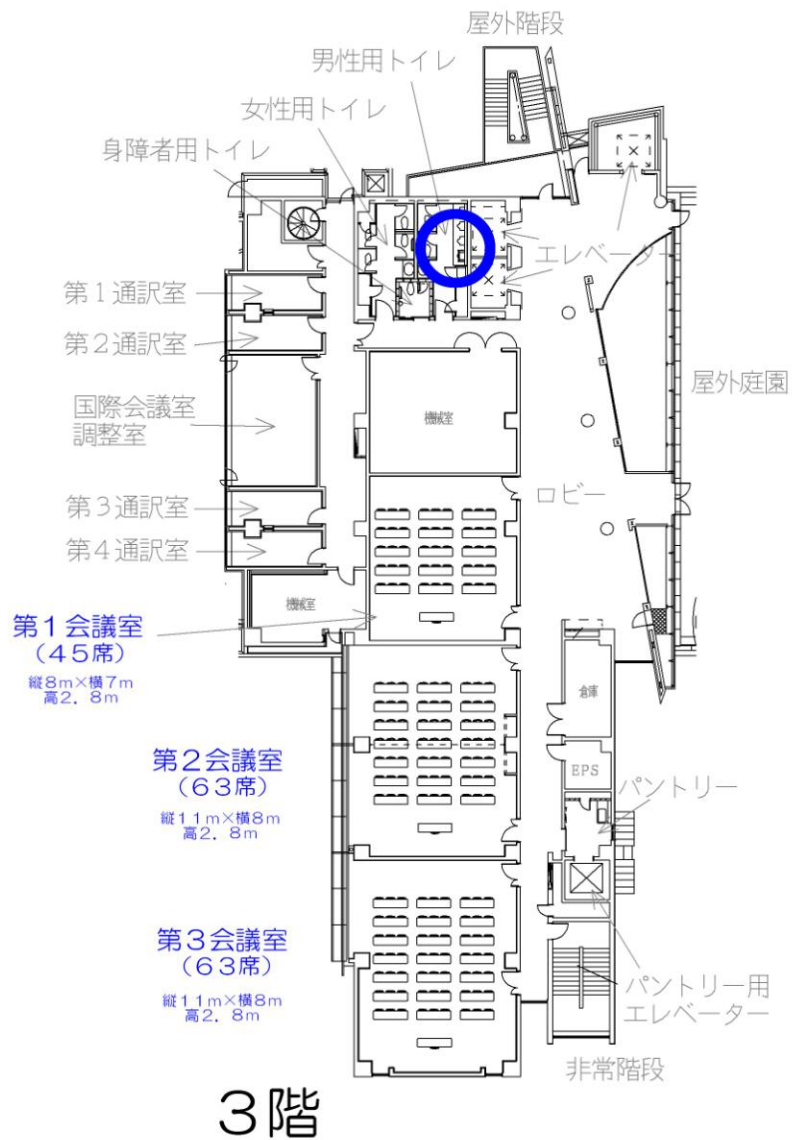 屋外階段
男性用トイレ
女性用トイレ
身障者用トイレ
エレベーター
第1通訳室
第2通訳室
屋外庭園
国際会議室
調整室
機械室
ロビー
第3通訳室
第4通訳室
機械室
第1会議室
(45席)
縦8m×横7m
高2.8m
倉庫
第2会議室
(63席)
縦11m×横8m
高2.8m
EPS
パントリー
第3会議室
(63席)
縦11m×横8m
高2.8m
パントリー用
エレベーター
非常階段
3階